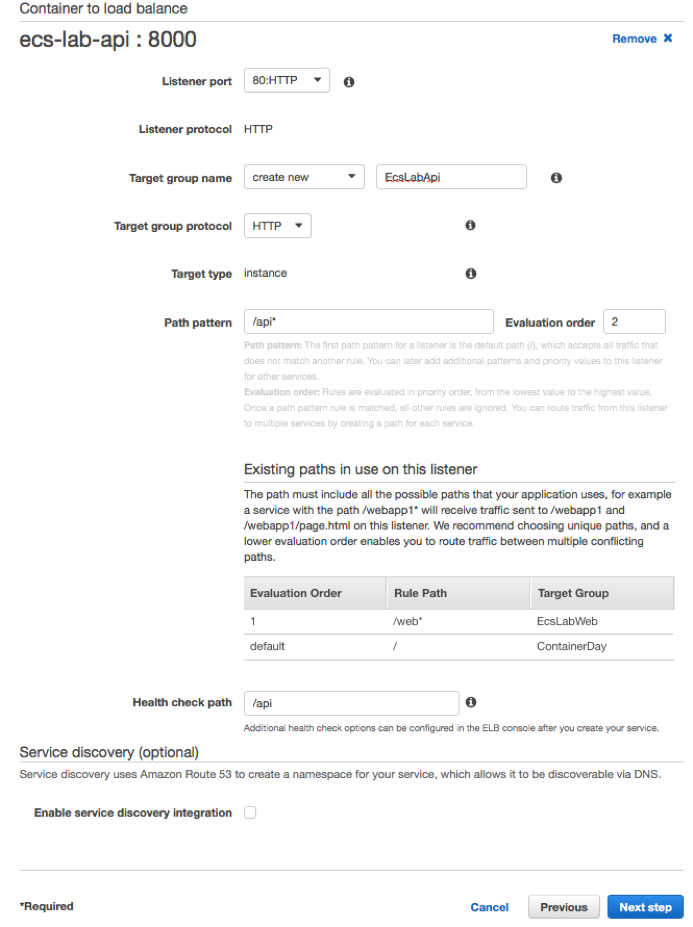 Container to load balance
ecs-lab-api : 8000
Remove ✖
Listener port 80:HTTP
Listener protocol HTTP
Target group name create new EcsLabApi
Target group protocol HTTP
Target type instance
Path pattern /api* Evaluation order 2
Path pattern: The first path pattern for a listener is the default path (/), which accepts all traffic that
does not match another rule. You can later add additional patterns and priority values to this listener
for other services.
Evaluation order: Rules are evaluated in priority order, from the lowest value to the highest value.
Once a path pattern rule is matched, all other rules are ignored. You can route traffic from this listener
to multiple services by creating a path for each service.
Existing paths in use on this listener
The path must include all the possible paths that your application uses, for example
a service with the path /webapp1* will receive traffic sent to /webapp1 and
/webapp1/page.html on this listener. We recommend choosing unique paths, and a
lower evaluation order enables you to route traffic between multiple conflicting
paths.
Evaluation Order Rule Path Target Group
1 /web* EcsLabWeb
default / ContainerDay
Health check path /api
Additional health check options can be configured in the ELB console after you create your service.
Service discovery (optional)
Service discovery uses Amazon Route 53 to create a namespace for your service, which allows it to be discoverable via DNS.
Enable service discovery integration
*Required
Cancel Previous Next step